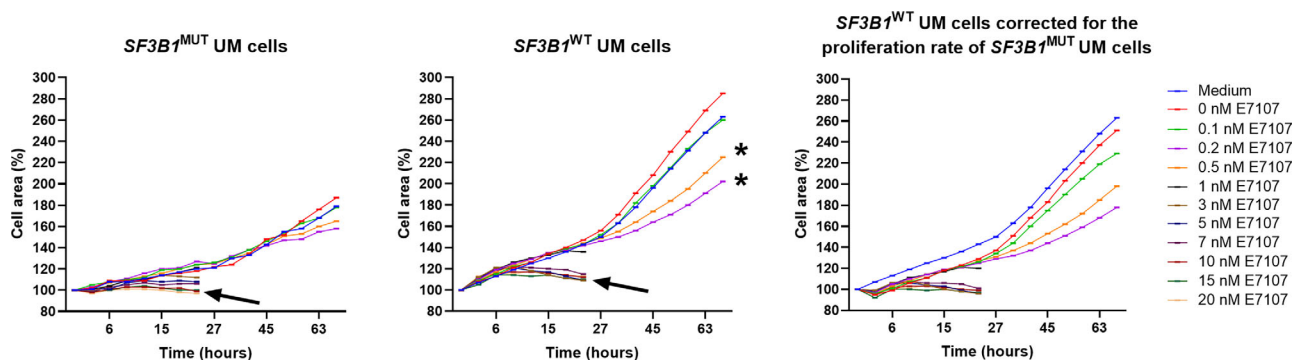 SF3B1MUT UM cells
Cell area (%)
300
280
260
240
220
200
180
160
140
120
100
80
6 15 27 45 63
Time (hours)
SF3B1WT UM cells
Cell area (%)
300
280
260
240
220
200
180
160
140
120
100
80
*
*
6 15 27 45 63
Time (hours)
SF3B1WT UM cells corrected for the
proliferation rate of SF3B1MUT UM cells
Cell area (%)
300
280
260
240
220
200
180
160
140
120
100
80
6 15 27 45 63
Time (hours)
Medium
0 nM E7107
0.1 nM E7107
0.2 nM E7107
0.5 nM E7107
1 nM E7107
3 nM E7107
5 nM E7107
7 nM E7107
10 nM E7107
15 nM E7107
20 nM E7107